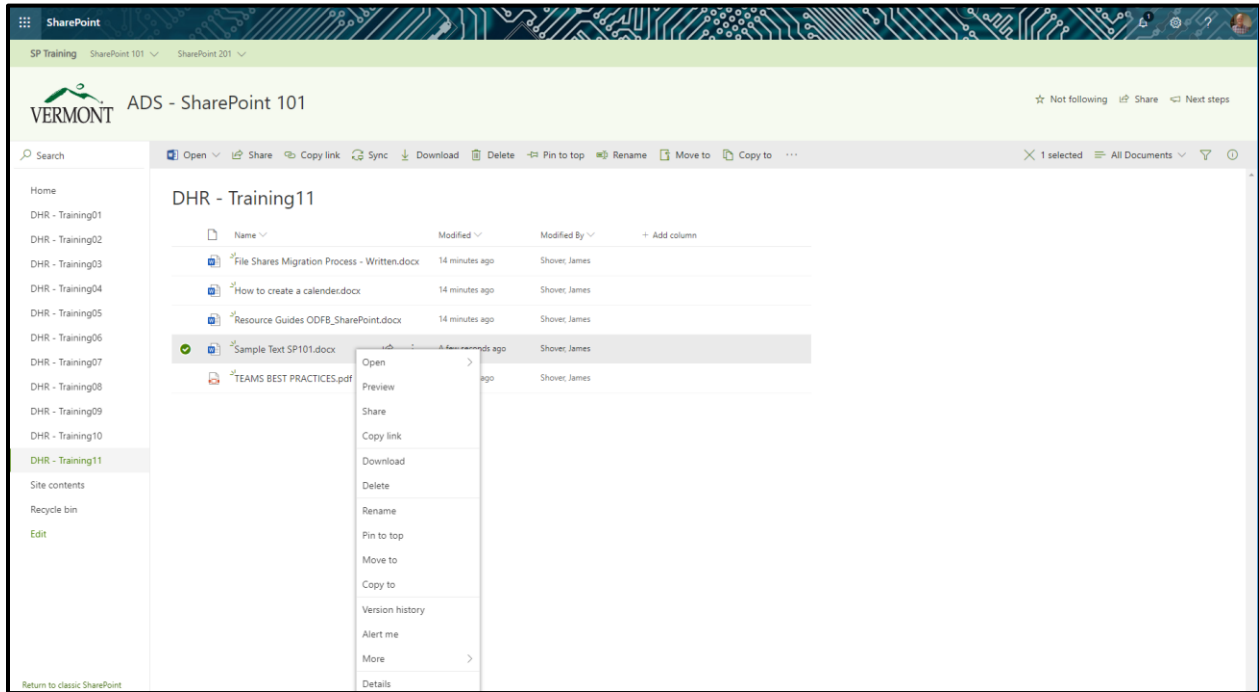 SharePoint
SP Training SharePoint 101 SharePoint 201
VERMONT ADS - SharePoint 101 Not following Share Next steps
Search Open Share Copy link Sync Download Delete Pin to top Rename Move to Copy to ... 1 selected All Documents
Home
DHR - Training01
DHR - Training02
DHR - Training03
DHR - Training04
DHR - Training05
DHR - Training06
DHR - Training07
DHR - Training08
DHR - Training09
DHR - Training10
DHR - Training11
Site contents
Recycle bin
Edit
Return to classic SharePoint
DHR - Training11
Name Modified Modified By + Add column
File Shares Migration Process - Written.docx 14 minutes ago Shover, James
How to create a calender.docx 14 minutes ago Shover, James
Resource Guides ODFB_SharePoint.docx 14 minutes ago Shover, James
Sample Text SP101.docx A few seconds ago Shover, James
TEAMS BEST PRACTICES.pdf ago Shover, James
Open
Preview
Share
Copy link
Download
Delete
Rename
Pin to top
Move to
Copy to
Version history
Alert me
More
Details